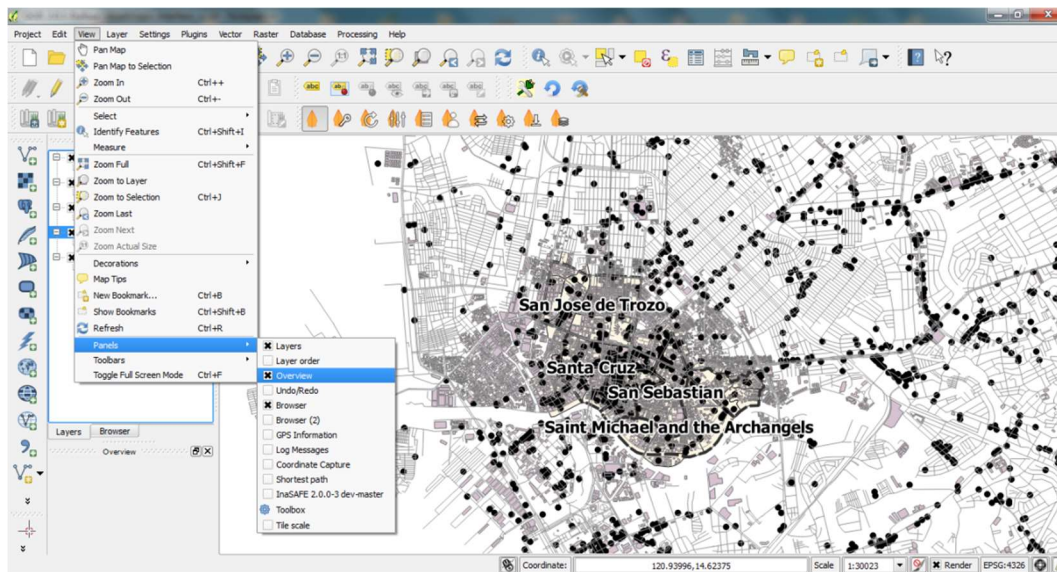 Project Edit View Layer Settings Plugins Vector Raster Database Processing Help
Pan Map
Pan Map to Selection
Zoom In Ctrl++
Zoom Out Ctrl+-
Select
Identify Features Ctrl+Shift+I
Measure
Zoom Full Ctrl+Shift+F
Zoom to Layer
Zoom to Selection Ctrl+J
Zoom Last
Zoom Next
Zoom Actual Size
Decorations
Map Tips
New Bookmark... Ctrl+B
Show Bookmarks Ctrl+Shift+B
Refresh Ctrl+R
Panels
Toolbars
Toggle Full Screen Mode Ctrl+F
Layers
Layer order
Overview
Undo/Redo
Browser
Browser (2)
GPS Information
Log Messages
Coordinate Capture
Shortest path
InaSAFE 2.0.0-3 dev-master
Toolbox
Tile scale
Layers Browser
Overview
San Jose de Trozo
Santa Cruz
San Sebastian
Saint Michael and the Archangels
Coordinate: 120.93996,14.62375 Scale 1:30023 Render EPSG:4326